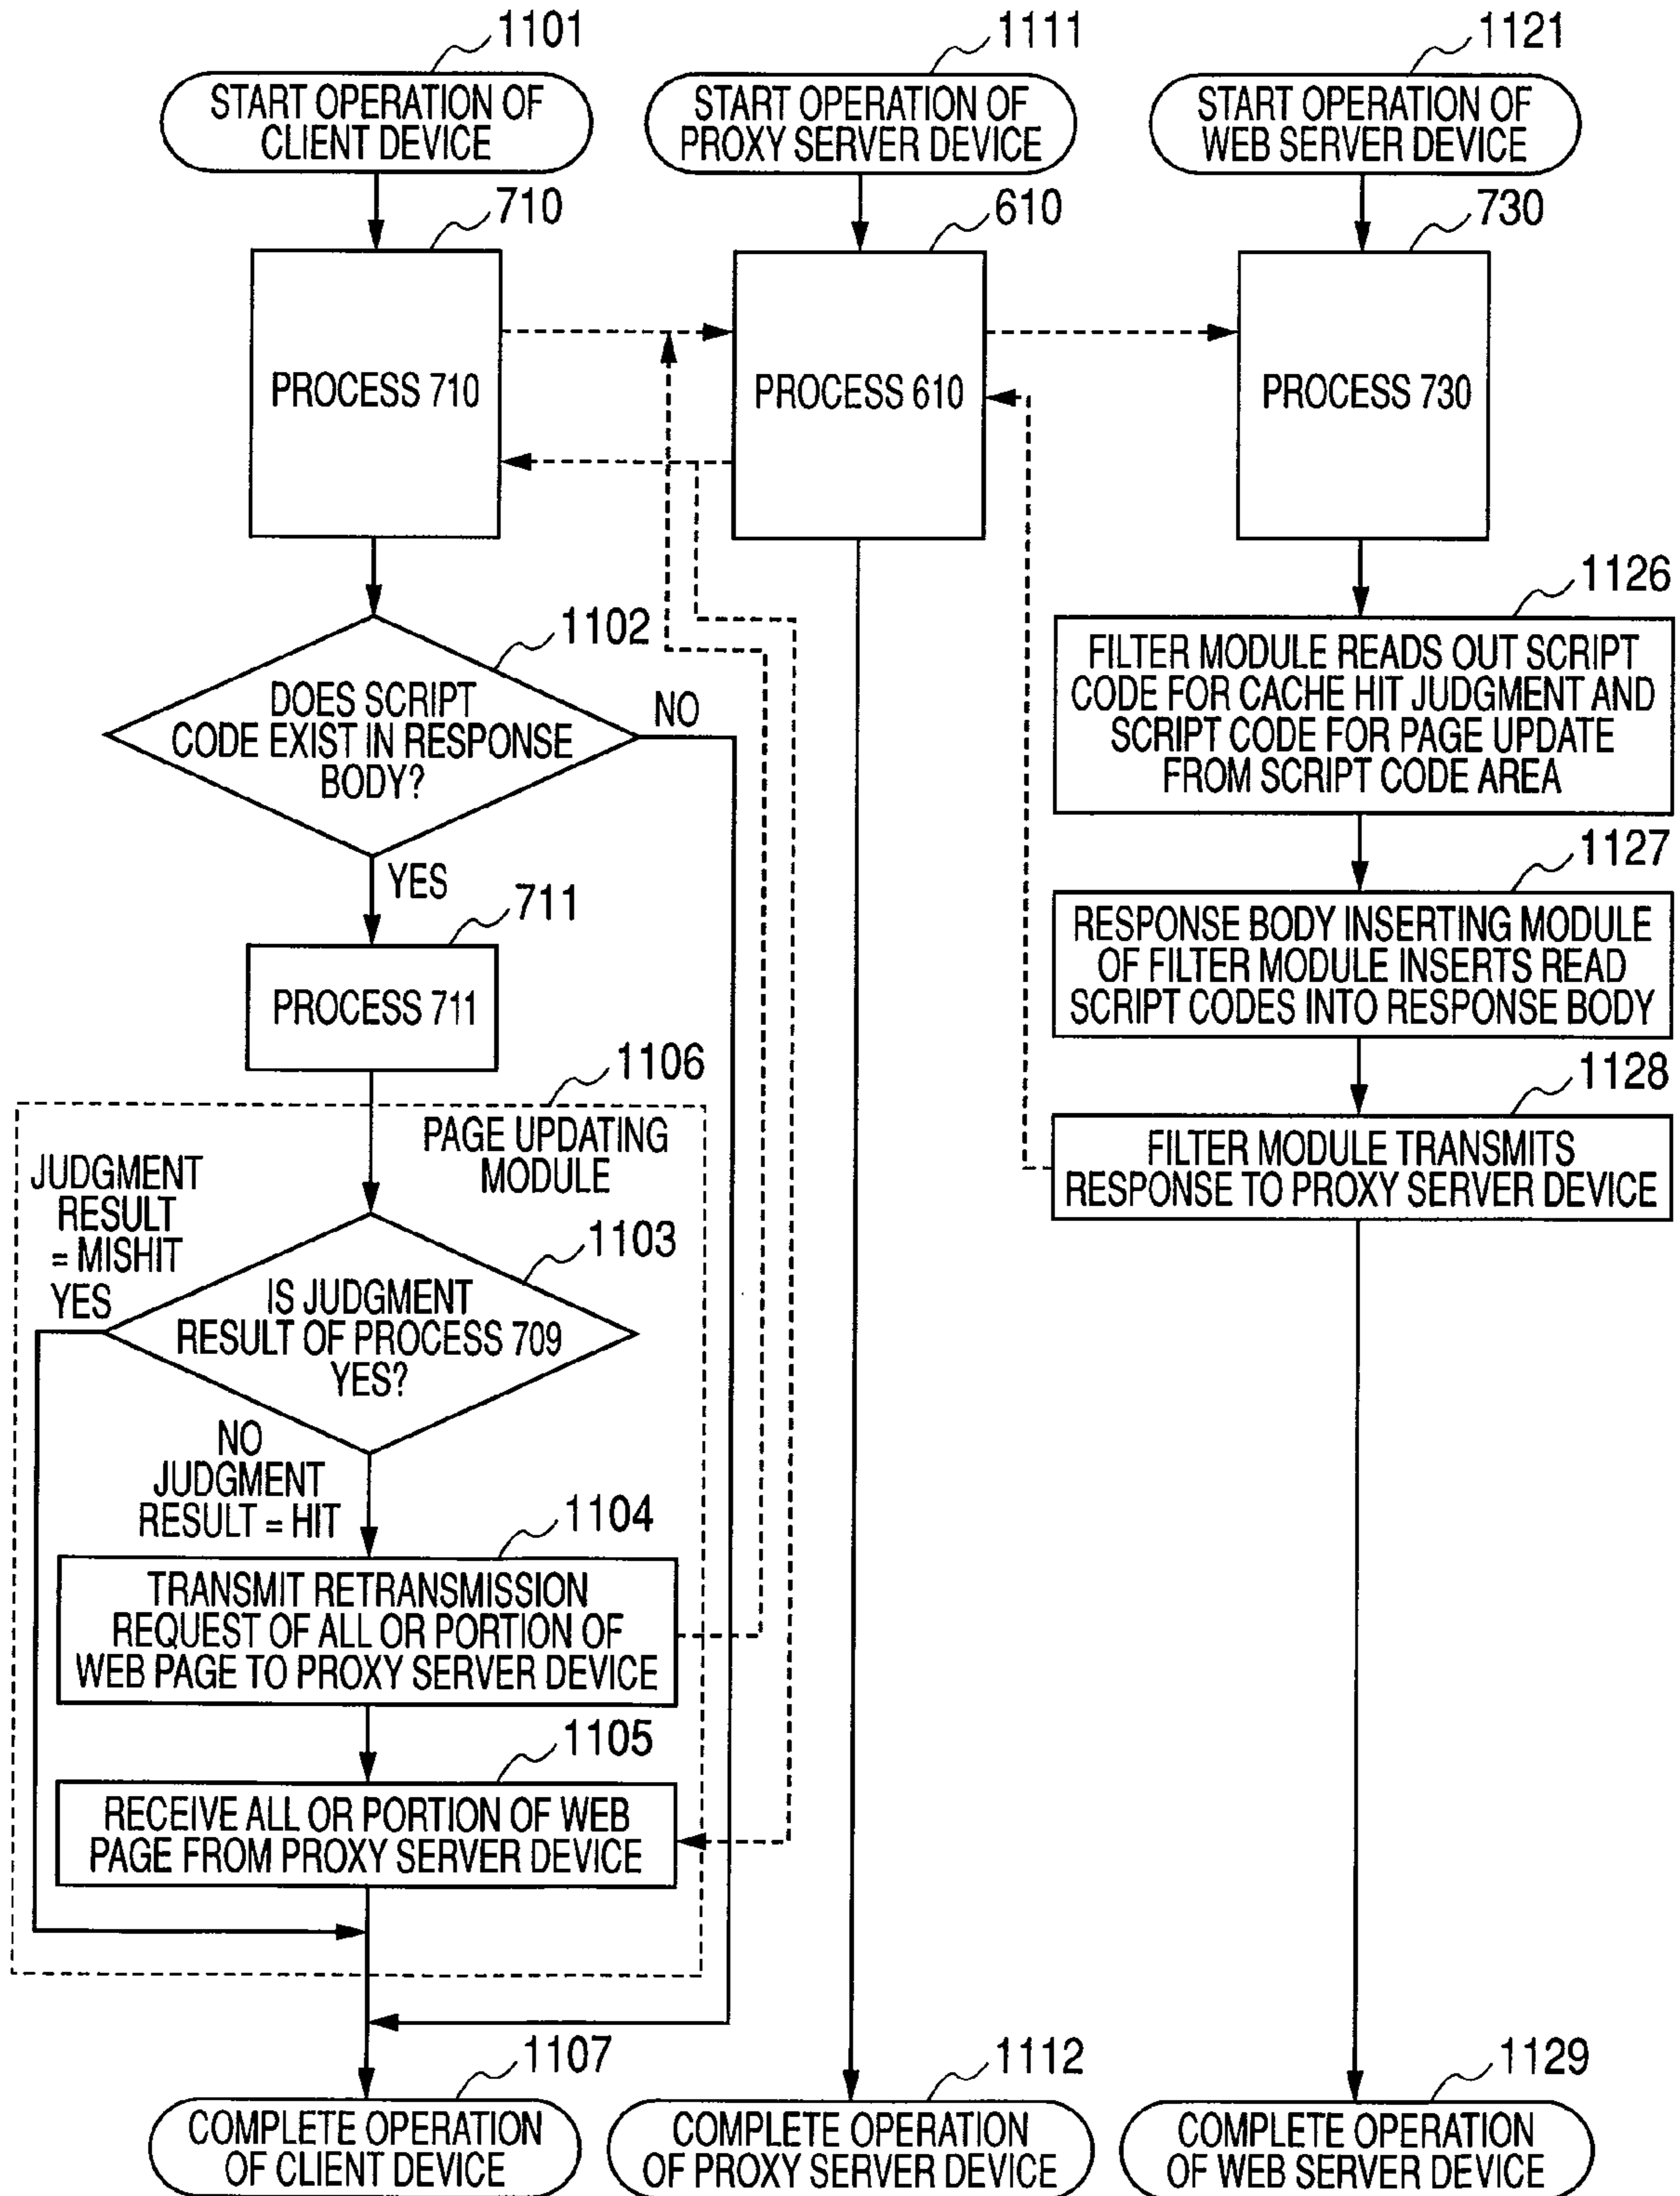 1101
1111
1121
START OPERATION OF
CLIENT DEVICE
START OPERATION OF
PROXY SERVER DEVICE
START OPERATION OF
WEB SERVER DEVICE
710
610
730
PROCESS 710
PROCESS 610
PROCESS 730
1102
DOES SCRIPT
CODE EXIST IN RESPONSE
BODY?
NO
YES
1126
FILTER MODULE READS OUT SCRIPT
CODE FOR CACHE HIT JUDGMENT AND
SCRIPT CODE FOR PAGE UPDATE
FROM SCRIPT CODE AREA
1127
RESPONSE BODY INSERTING MODULE
OF FILTER MODULE INSERTS READ
SCRIPT CODES INTO RESPONSE BODY
1128
FILTER MODULE TRANSMITS
RESPONSE TO PROXY SERVER DEVICE
711
PROCESS 711
1106
PAGE UPDATING
MODULE
JUDGMENT
RESULT
= MISHIT
YES
1103
IS JUDGMENT
RESULT OF PROCESS 709
YES?
NO
JUDGMENT
RESULT = HIT
1104
TRANSMIT RETRANSMISSION
REQUEST OF ALL OR PORTION OF
WEB PAGE TO PROXY SERVER DEVICE
1105
RECEIVE ALL OR PORTION OF WEB
PAGE FROM PROXY SERVER DEVICE
1107
1112
1129
COMPLETE OPERATION
OF CLIENT DEVICE
COMPLETE OPERATION
OF PROXY SERVER DEVICE
COMPLETE OPERATION
OF WEB SERVER DEVICE